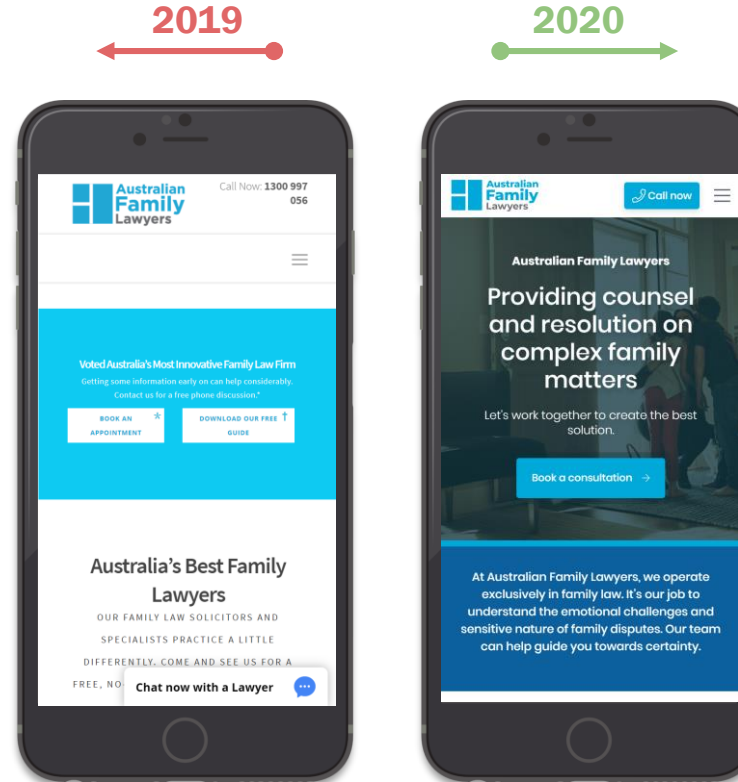 2019
2020
Australian
Family
Lawyers
Call Now: 1300 997
056
Voted Australia's Most Innovative Family Law Firm
Getting some information early on can help considerably.
Contact us for a free phone discussion.*
BOOK AN
APPOINTMENT
DOWNLOAD OUR FREE
GUIDE
Australia's Best Family
Lawyers
OUR FAMILY LAW SOLICITORS AND
SPECIALISTS PRACTICE A LITTLE
DIFFERENTLY. COME AND SEE US FOR A
FREE, NO-
Chat now with a Lawyer
Australian
Family
Lawyers
Call now
Australian Family Lawyers
Providing counsel
and resolution on
complex family
matters
Let's work together to create the best
solution.
Book a consultation
At Australian Family Lawyers, we operate
exclusively in family law. It's our job to
understand the emotional challenges and
sensitive nature of family disputes. Our team
can help guide you towards certainty.